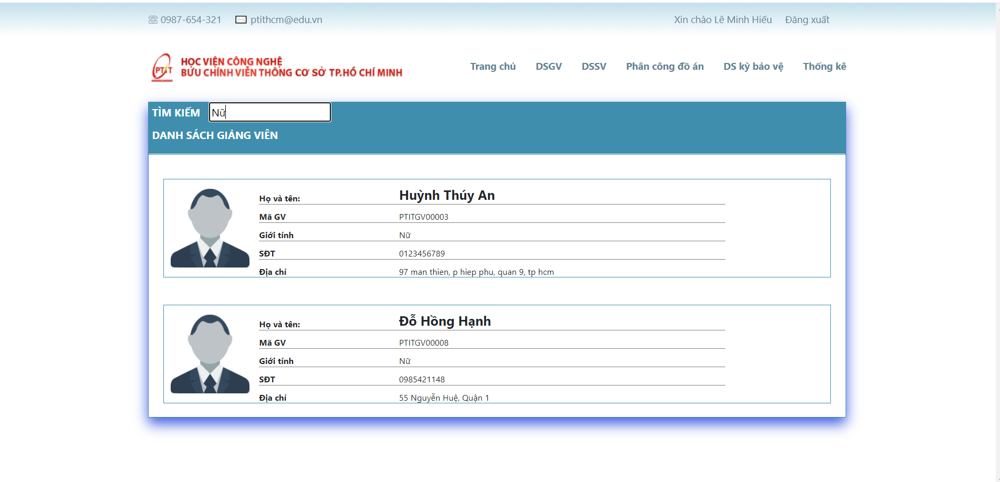 0987-654-321 ptithcm@edu.vn Xin chào Lê Minh Hiếu Đăng xuất
PTIT
HỌC VIỆN CÔNG NGHỆ
BƯU CHÍNH VIỄN THÔNG CƠ SỞ TP.HỒ CHÍ MINH
Trang chủ DSGV DSSV Phân công đồ án DS kỳ bảo vệ Thống kê
TÌM KIẾM Nữ
DANH SÁCH GIẢNG VIÊN
Họ và tên: Huỳnh Thúy An
Mã GV PTITGV00003
Giới tính Nữ
SĐT 0123456789
Địa chỉ 97 man thien, p hiep phu, quan 9, tp hcm
Họ và tên: Đỗ Hồng Hạnh
Mã GV PTITGV00008
Giới tính Nữ
SĐT 0985421148
Địa chỉ 55 Nguyễn Huệ, Quận 1